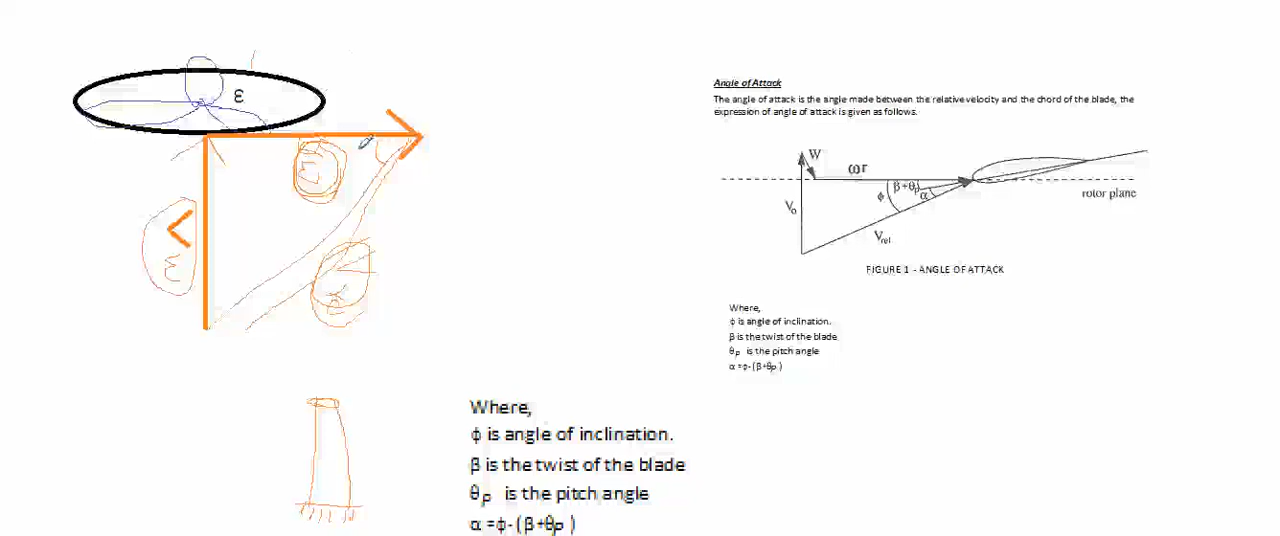 ε
Where,
ϕ is angle of inclination.
β is the twist of the blade
θp is the pitch angle
α =ϕ- (β+θp )
Angle of Attack
The angle of attack is the angle made between the relative velocity and the chord of the blade, the
expression of angle of attack is given as follows.
W
ωr
ϕ
β+θp
α
Vo
Vrel
rotor plane
FIGURE 1 - ANGLE OF ATTACK
Where,
ϕ is angle of inclination.
β is the twist of the blade
θp is the pitch angle
α =ϕ- (β+θp )